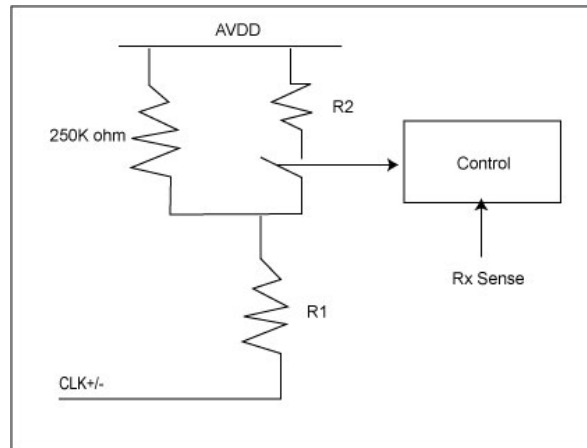 AVDD
250K ohm
R2
Control
Rx Sense
R1
CLK+/-